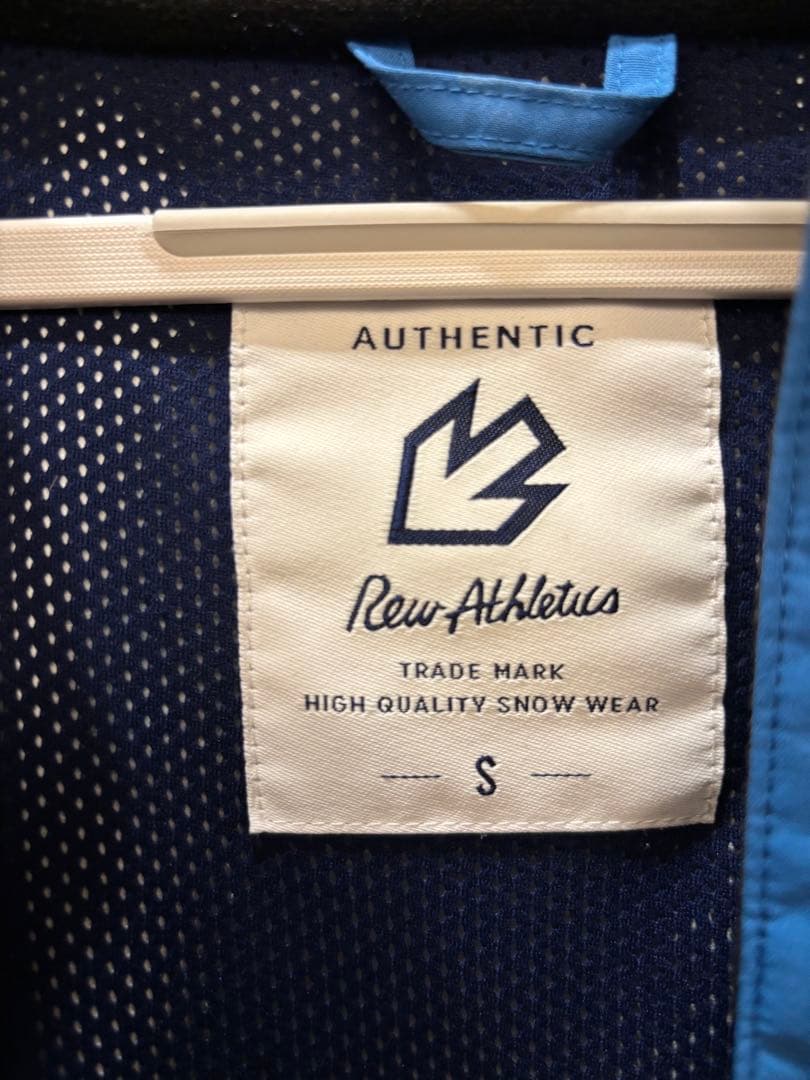 AUTHENTIC
Rew Athletics
TRADE MARK
HIGH QUALITY SNOW WEAR
S